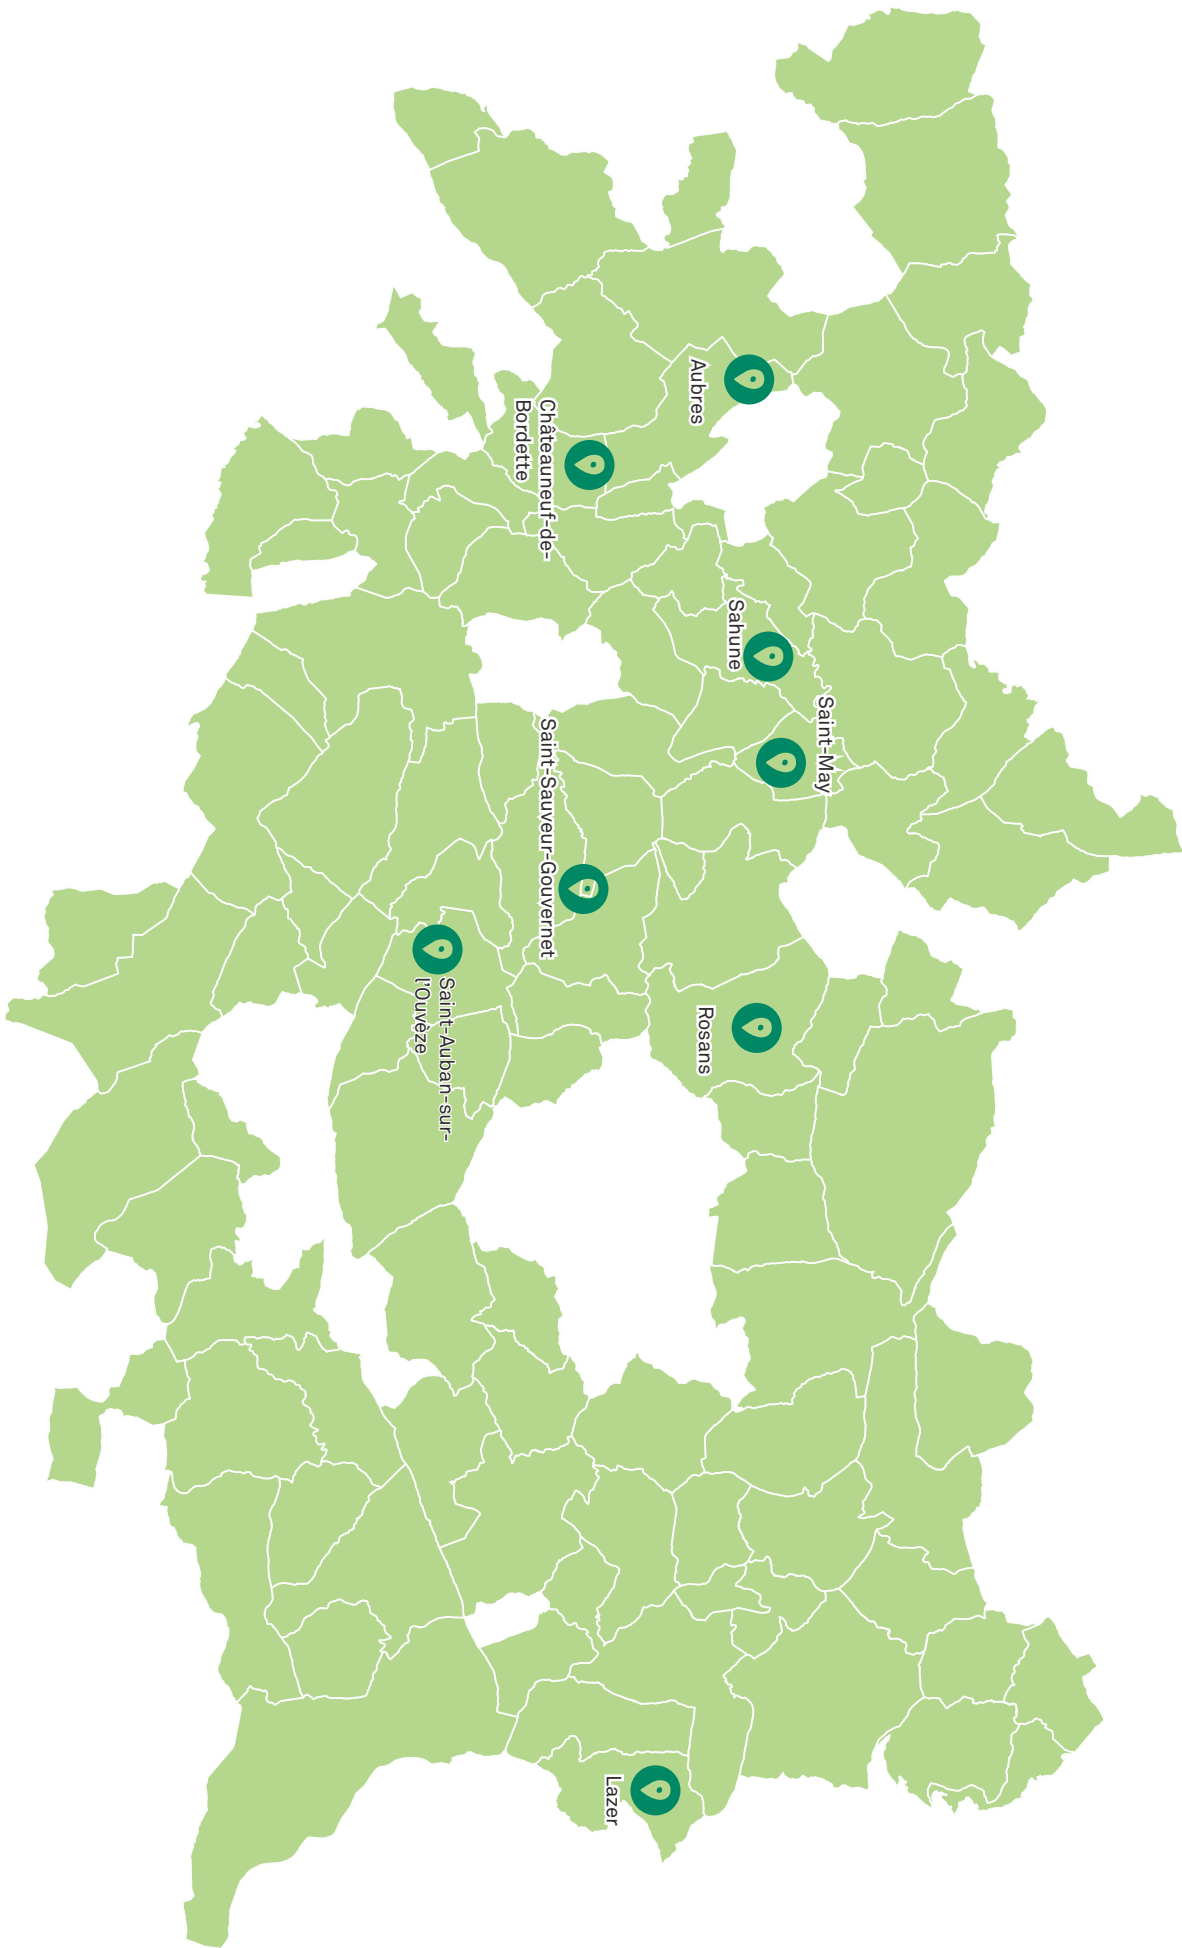 Saint-May
Sahune
Aubres
Rosans
Lazer
Châteauneuf-de-
Bordette
Saint-Sauveur-Gouvernet
Saint-Auban-sur-
l'Ouvèze